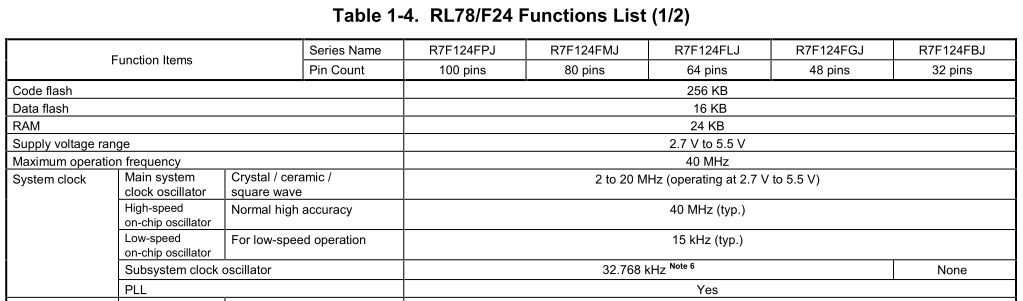 Table 1-4. RL78/F24 Functions List (1/2)
Function Items Series Name R7F124FPJ R7F124FMJ R7F124FLJ R7F124FGJ R7F124FBJ
Pin Count 100 pins 80 pins 64 pins 48 pins 32 pins
Code flash 256 KB
Data flash 16 KB
RAM 24 KB
Supply voltage range 2.7 V to 5.5 V
Maximum operation frequency 40 MHz
System clock Main system Crystal / ceramic / 2 to 20 MHz (operating at 2.7 V to 5.5 V)
clock oscillator square wave
High-speed Normal high accuracy 40 MHz (typ.)
on-chip oscillator
Low-speed For low-speed operation 15 kHz (typ.)
on-chip oscillator
Subsystem clock oscillator 32.768 kHz Note 6 None
PLL Yes